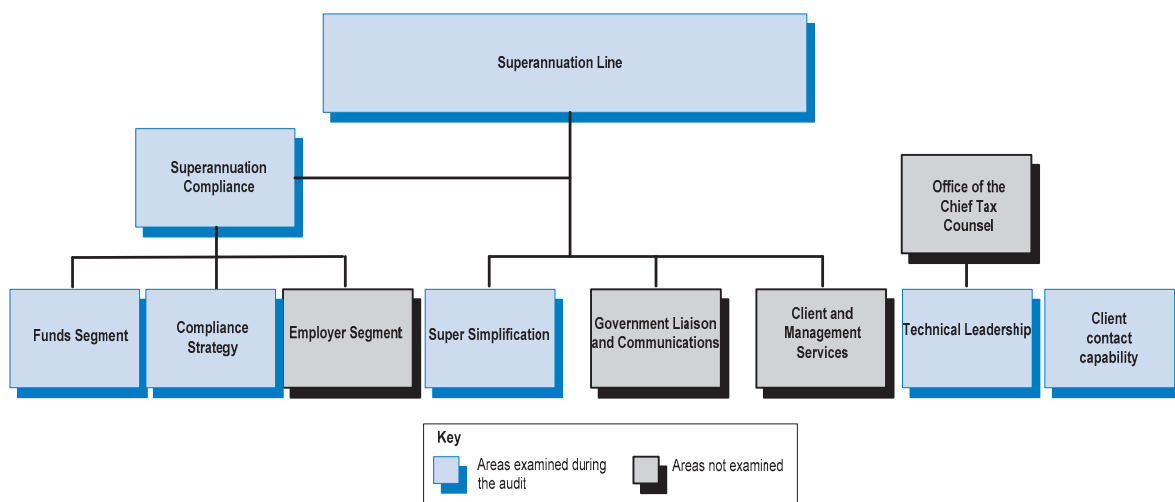 Superannuation Line
Superannuation
Compliance
Office of the
Chief Tax
Counsel
Funds Segment
Compliance
Strategy
Employer Segment
Super Simplification
Government Liaison
and Communications
Client and
Management
Services
Technical Leadership
Client
contact
capability
Key
Areas examined during
the audit
Areas not examined